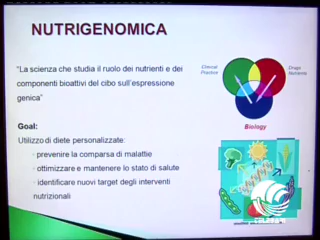 NUTRIGENOMICA
"La scienza che studia il ruolo dei nutrienti e dei
componenti bioattivi del cibo sull'espressione
genica"
Goal:
Utilizzo di diete personalizzate:
- prevenire la comparsa di malattie
- ottimizzare e mantenere lo stato di salute
- identificare nuovi target degli interventi
nutrizionali
Clinical
Practice
Drugs
Nutrients
Biology